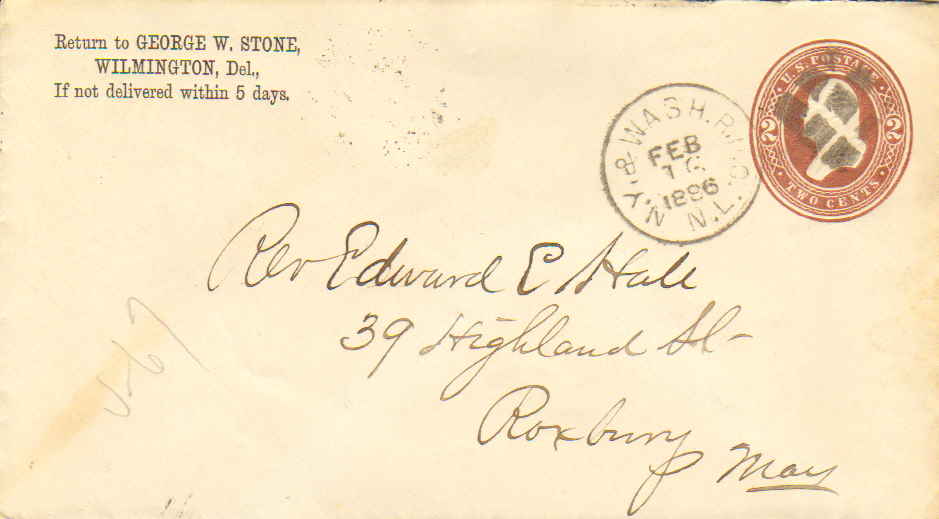 Return to GEORGE W. STONE,
WILMINGTON, Del.,
If not delivered within 5 days.
N.Y. & WASH. R.P.O.
FEB
16
1886
N.L.
U.S. POSTAGE
2 2
TWO CENTS
Rev Edward E Hale
39 Highland St
Roxbury
Mass